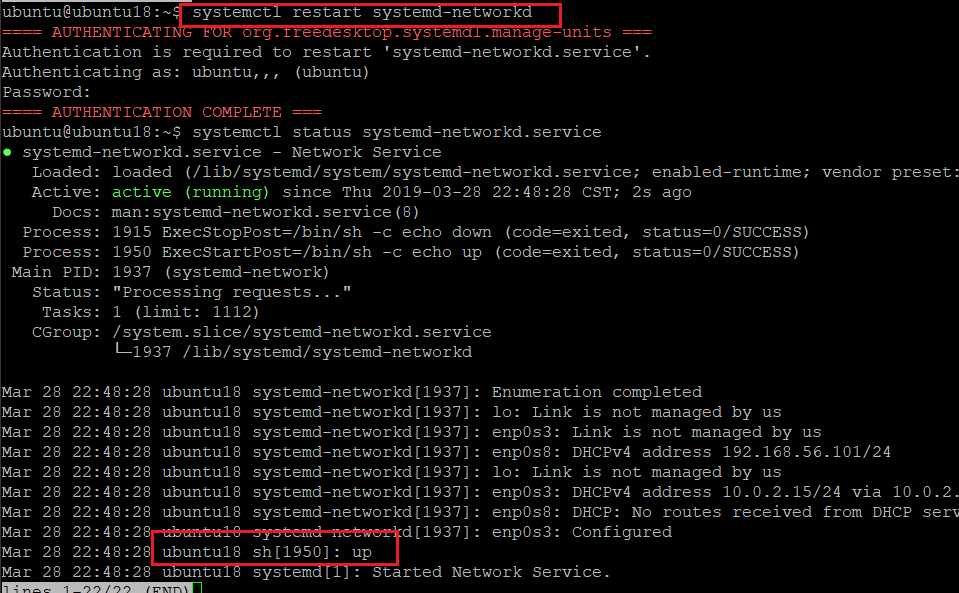 ubuntu@ubuntu18:~$ systemctl restart systemd-networkd
==== AUTHENTICATING FOR org.freedesktop.systemd1.manage-units ===
Authentication is required to restart 'systemd-networkd.service'.
Authenticating as: ubuntu,,, (ubuntu)
Password:
==== AUTHENTICATION COMPLETE ===
ubuntu@ubuntu18:~$ systemctl status systemd-networkd.service
● systemd-networkd.service - Network Service
   Loaded: loaded (/lib/systemd/system/systemd-networkd.service; enabled-runtime; vendor preset:
   Active: active (running) since Thu 2019-03-28 22:48:28 CST; 2s ago
     Docs: man:systemd-networkd.service(8)
  Process: 1915 ExecStopPost=/bin/sh -c echo down (code=exited, status=0/SUCCESS)
  Process: 1950 ExecStartPost=/bin/sh -c echo up (code=exited, status=0/SUCCESS)
 Main PID: 1937 (systemd-network)
   Status: "Processing requests..."
    Tasks: 1 (limit: 1112)
   CGroup: /system.slice/systemd-networkd.service
           └─1937 /lib/systemd/systemd-networkd
Mar 28 22:48:28 ubuntu18 systemd-networkd[1937]: Enumeration completed
Mar 28 22:48:28 ubuntu18 systemd-networkd[1937]: lo: Link is not managed by us
Mar 28 22:48:28 ubuntu18 systemd-networkd[1937]: enp0s3: Link is not managed by us
Mar 28 22:48:28 ubuntu18 systemd-networkd[1937]: enp0s8: DHCPv4 address 192.168.56.101/24
Mar 28 22:48:28 ubuntu18 systemd-networkd[1937]: lo: Link is not managed by us
Mar 28 22:48:28 ubuntu18 systemd-networkd[1937]: enp0s3: DHCPv4 address 10.0.2.15/24 via 10.0.2.
Mar 28 22:48:28 ubuntu18 systemd-networkd[1937]: enp0s8: DHCP: No routes received from DHCP serv
Mar 28 22:48:28 ubuntu18 systemd-networkd[1937]: enp0s3: Configured
Mar 28 22:48:28 ubuntu18 sh[1950]: up
Mar 28 22:48:28 ubuntu18 systemd[1]: Started Network Service.
lines 1-22/22 (END)